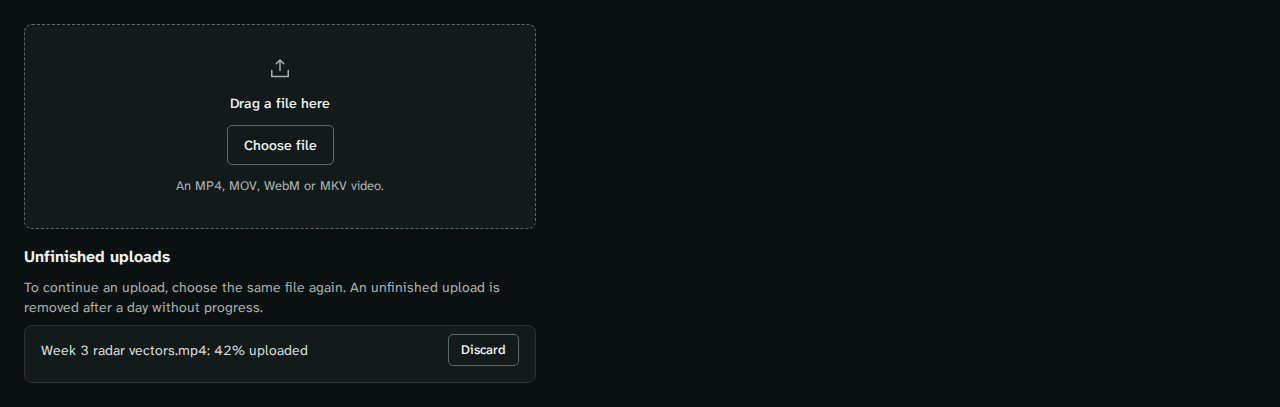 Drag a file here
Choose file
An MP4, MOV, WebM or MKV video.
Unfinished uploads
To continue an upload, choose the same file again. An unfinished upload is
removed after a day without progress.
Week 3 radar vectors.mp4: 42% uploaded
Discard